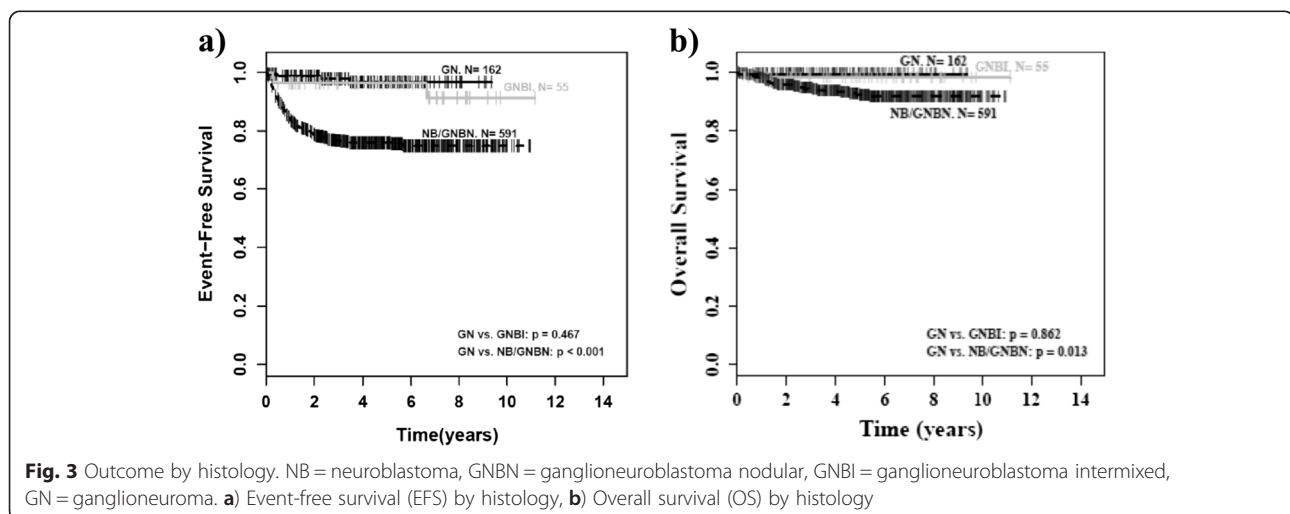 a)
Event-Free Survival
1.0
0.8
0.6
0.4
0.2
0.0
GN. N= 162
GNBI, N= 55
NB/GNBN. N= 591
GN vs. GNBI: p = 0.467
GN vs. NB/GNBN: p < 0.001
0 2 4 6 8 10 12 14
Time(years)
b)
Overall Survival
1.0
0.8
0.6
0.4
0.2
0.0
GN. N= 162
GNBI, N= 55
NB/GNBN. N= 591
GN vs. GNBI: p = 0.862
GN vs. NB/GNBN: p = 0.013
0 2 4 6 8 10 12 14
Time (years)
Fig. 3 Outcome by histology. NB = neuroblastoma, GNBN = ganglioneuroblastoma nodular, GNBI = ganglioneuroblastoma intermixed,
GN = ganglioneuroma. a) Event-free survival (EFS) by histology, b) Overall survival (OS) by histology